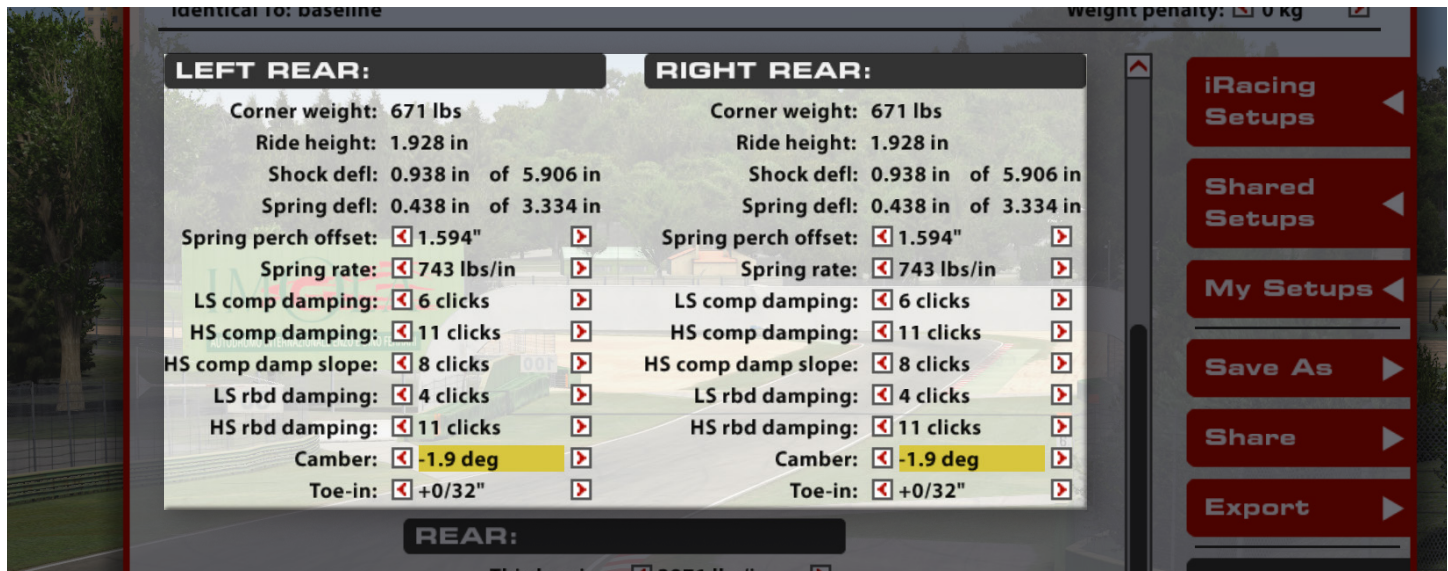 Identical to: baseline
Weight penalty: 0 kg
LEFT REAR:
Corner weight: 671 lbs
Ride height: 1.928 in
Shock defl: 0.938 in of 5.906 in
Spring defl: 0.438 in of 3.334 in
Spring perch offset: 1.594"
Spring rate: 743 lbs/in
LS comp damping: 6 clicks
HS comp damping: 11 clicks
HS comp damp slope: 8 clicks
LS rbd damping: 4 clicks
HS rbd damping: 11 clicks
Camber: -1.9 deg
Toe-in: +0/32"
RIGHT REAR:
Corner weight: 671 lbs
Ride height: 1.928 in
Shock defl: 0.938 in of 5.906 in
Spring defl: 0.438 in of 3.334 in
Spring perch offset: 1.594"
Spring rate: 743 lbs/in
LS comp damping: 6 clicks
HS comp damping: 11 clicks
HS comp damp slope: 8 clicks
LS rbd damping: 4 clicks
HS rbd damping: 11 clicks
Camber: -1.9 deg
Toe-in: +0/32"
REAR:
iRacing
Setups
Shared
Setups
My Setups
Save As
Share
Export
IMOLA